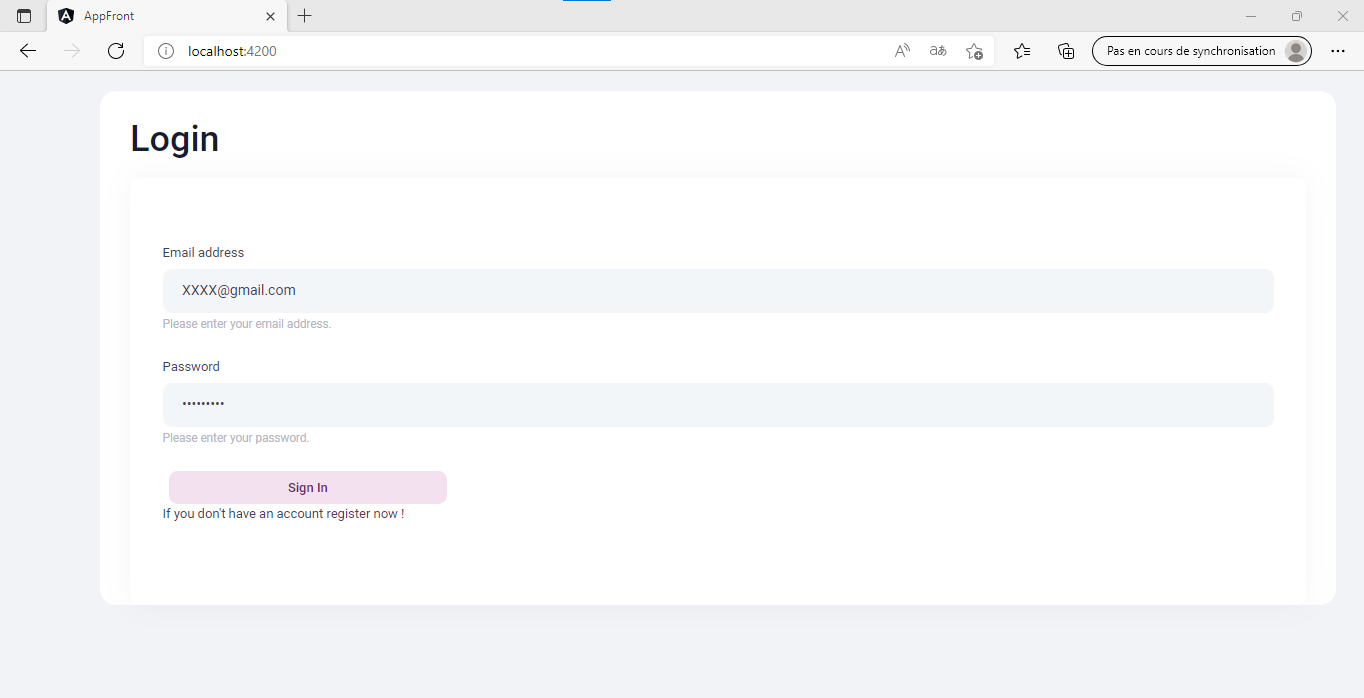 AppFront
localhost:4200
Pas en cours de synchronisation
Login
Email address
XXXX@gmail.com
Please enter your email address.
Password
•••••••••
Please enter your password.
Sign In
If you don't have an account register now !